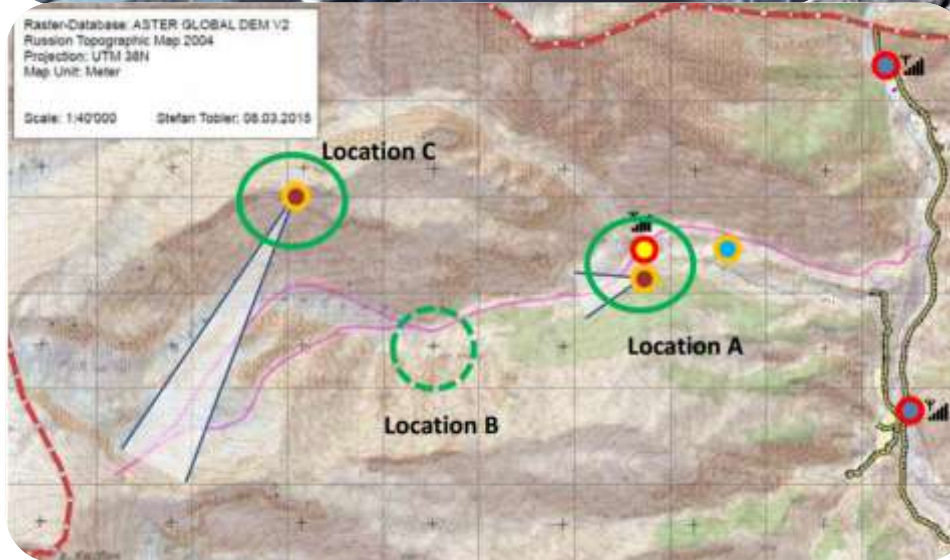 Raster-Database: ASTER GLOBAL DEM V2
Russion Topographic Map 2004
Projection: UTM 38N
Map Unit: Meter
Scale: 1:40'000 Stefan Tobler: 08.03.2015
Location C
Location A
Location B